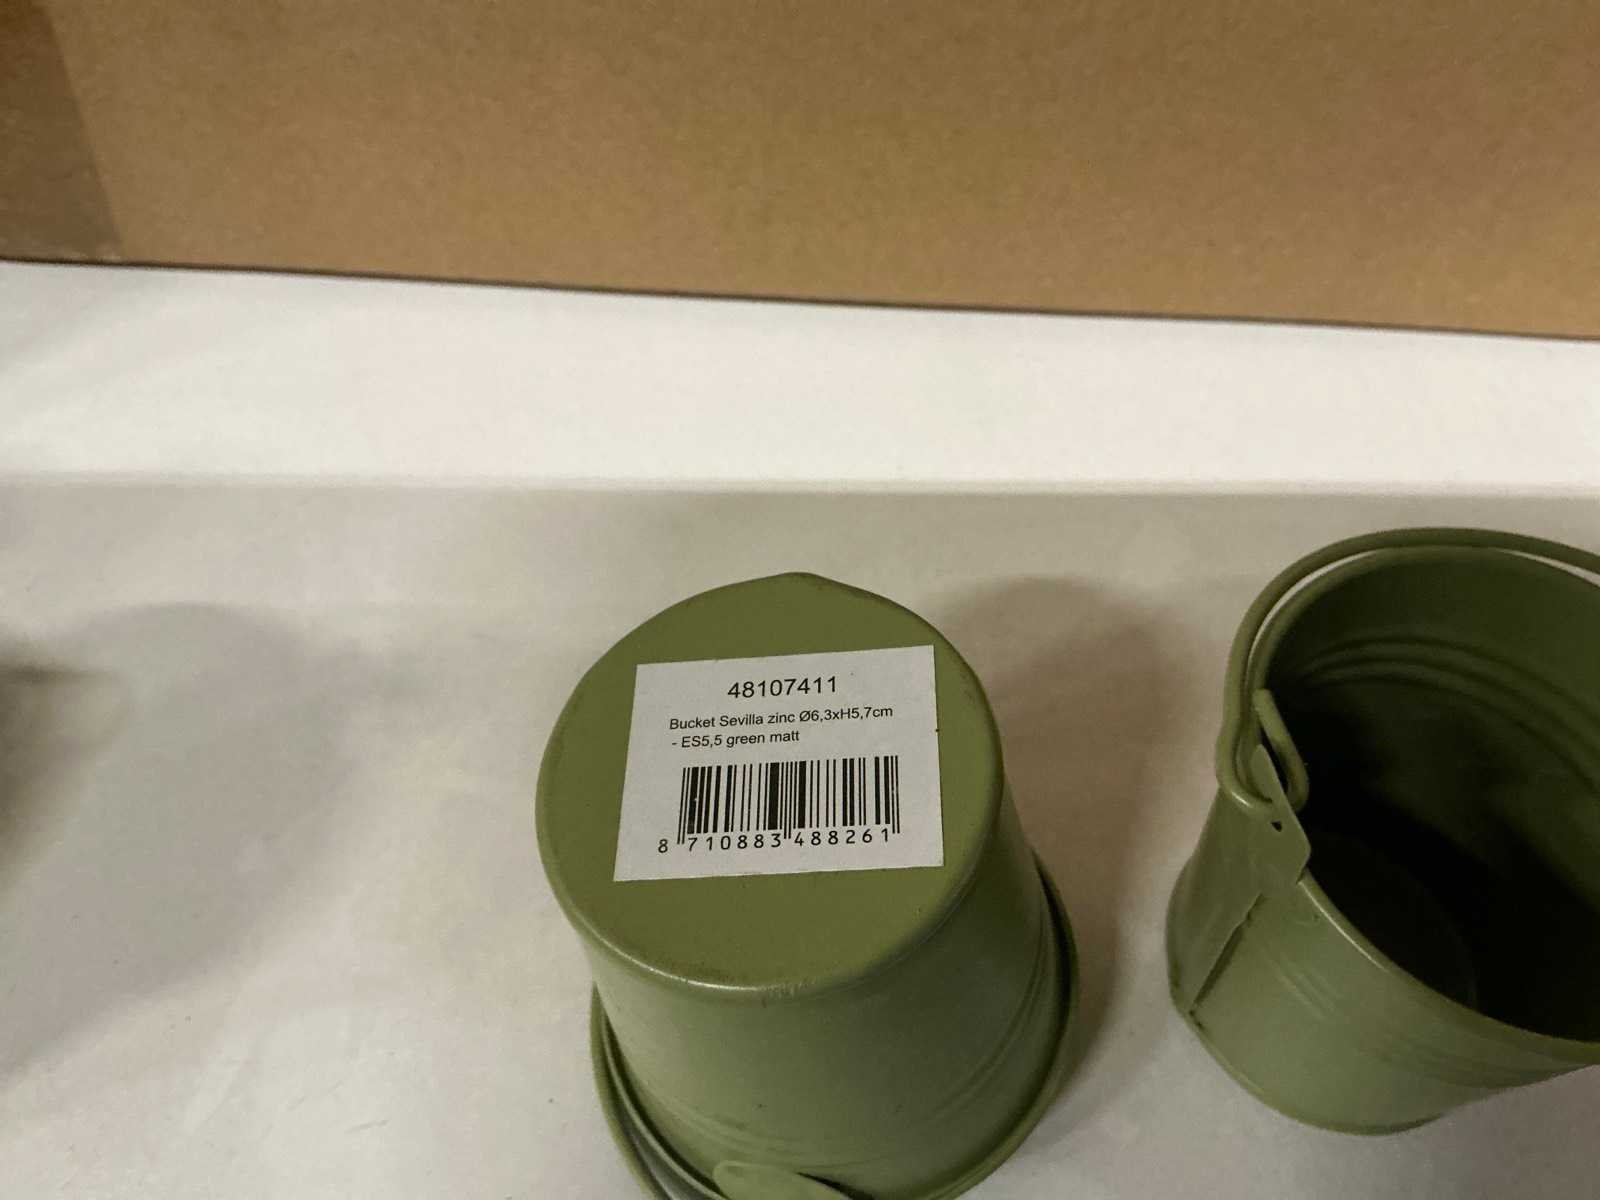 48107411
Bucket Sevilla zinc Ø6,3xH5,7cm
- ES5,5 green matt
8 710883 488261